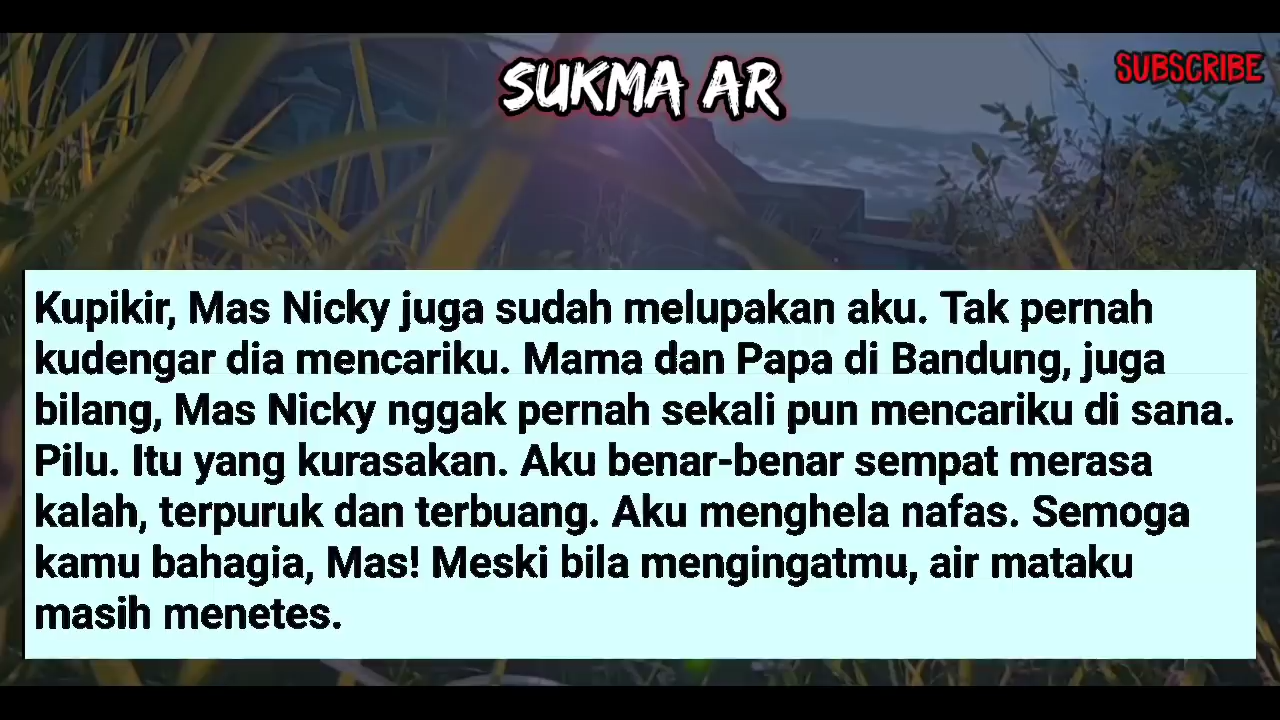 SUKMA AR
SUBSCRIBE
Kupikir, Mas Nicky juga sudah melupakan aku. Tak pernah
kudengar dia mencariku. Mama dan Papa di Bandung, juga
bilang, Mas Nicky nggak pernah sekali pun mencariku di sana.
Pilu. Itu yang kurasakan. Aku benar-benar sempat merasa
kalah, terpuruk dan terbuang. Aku menghela nafas. Semoga
kamu bahagia, Mas! Meski bila mengingatmu, air mataku
masih menetes.